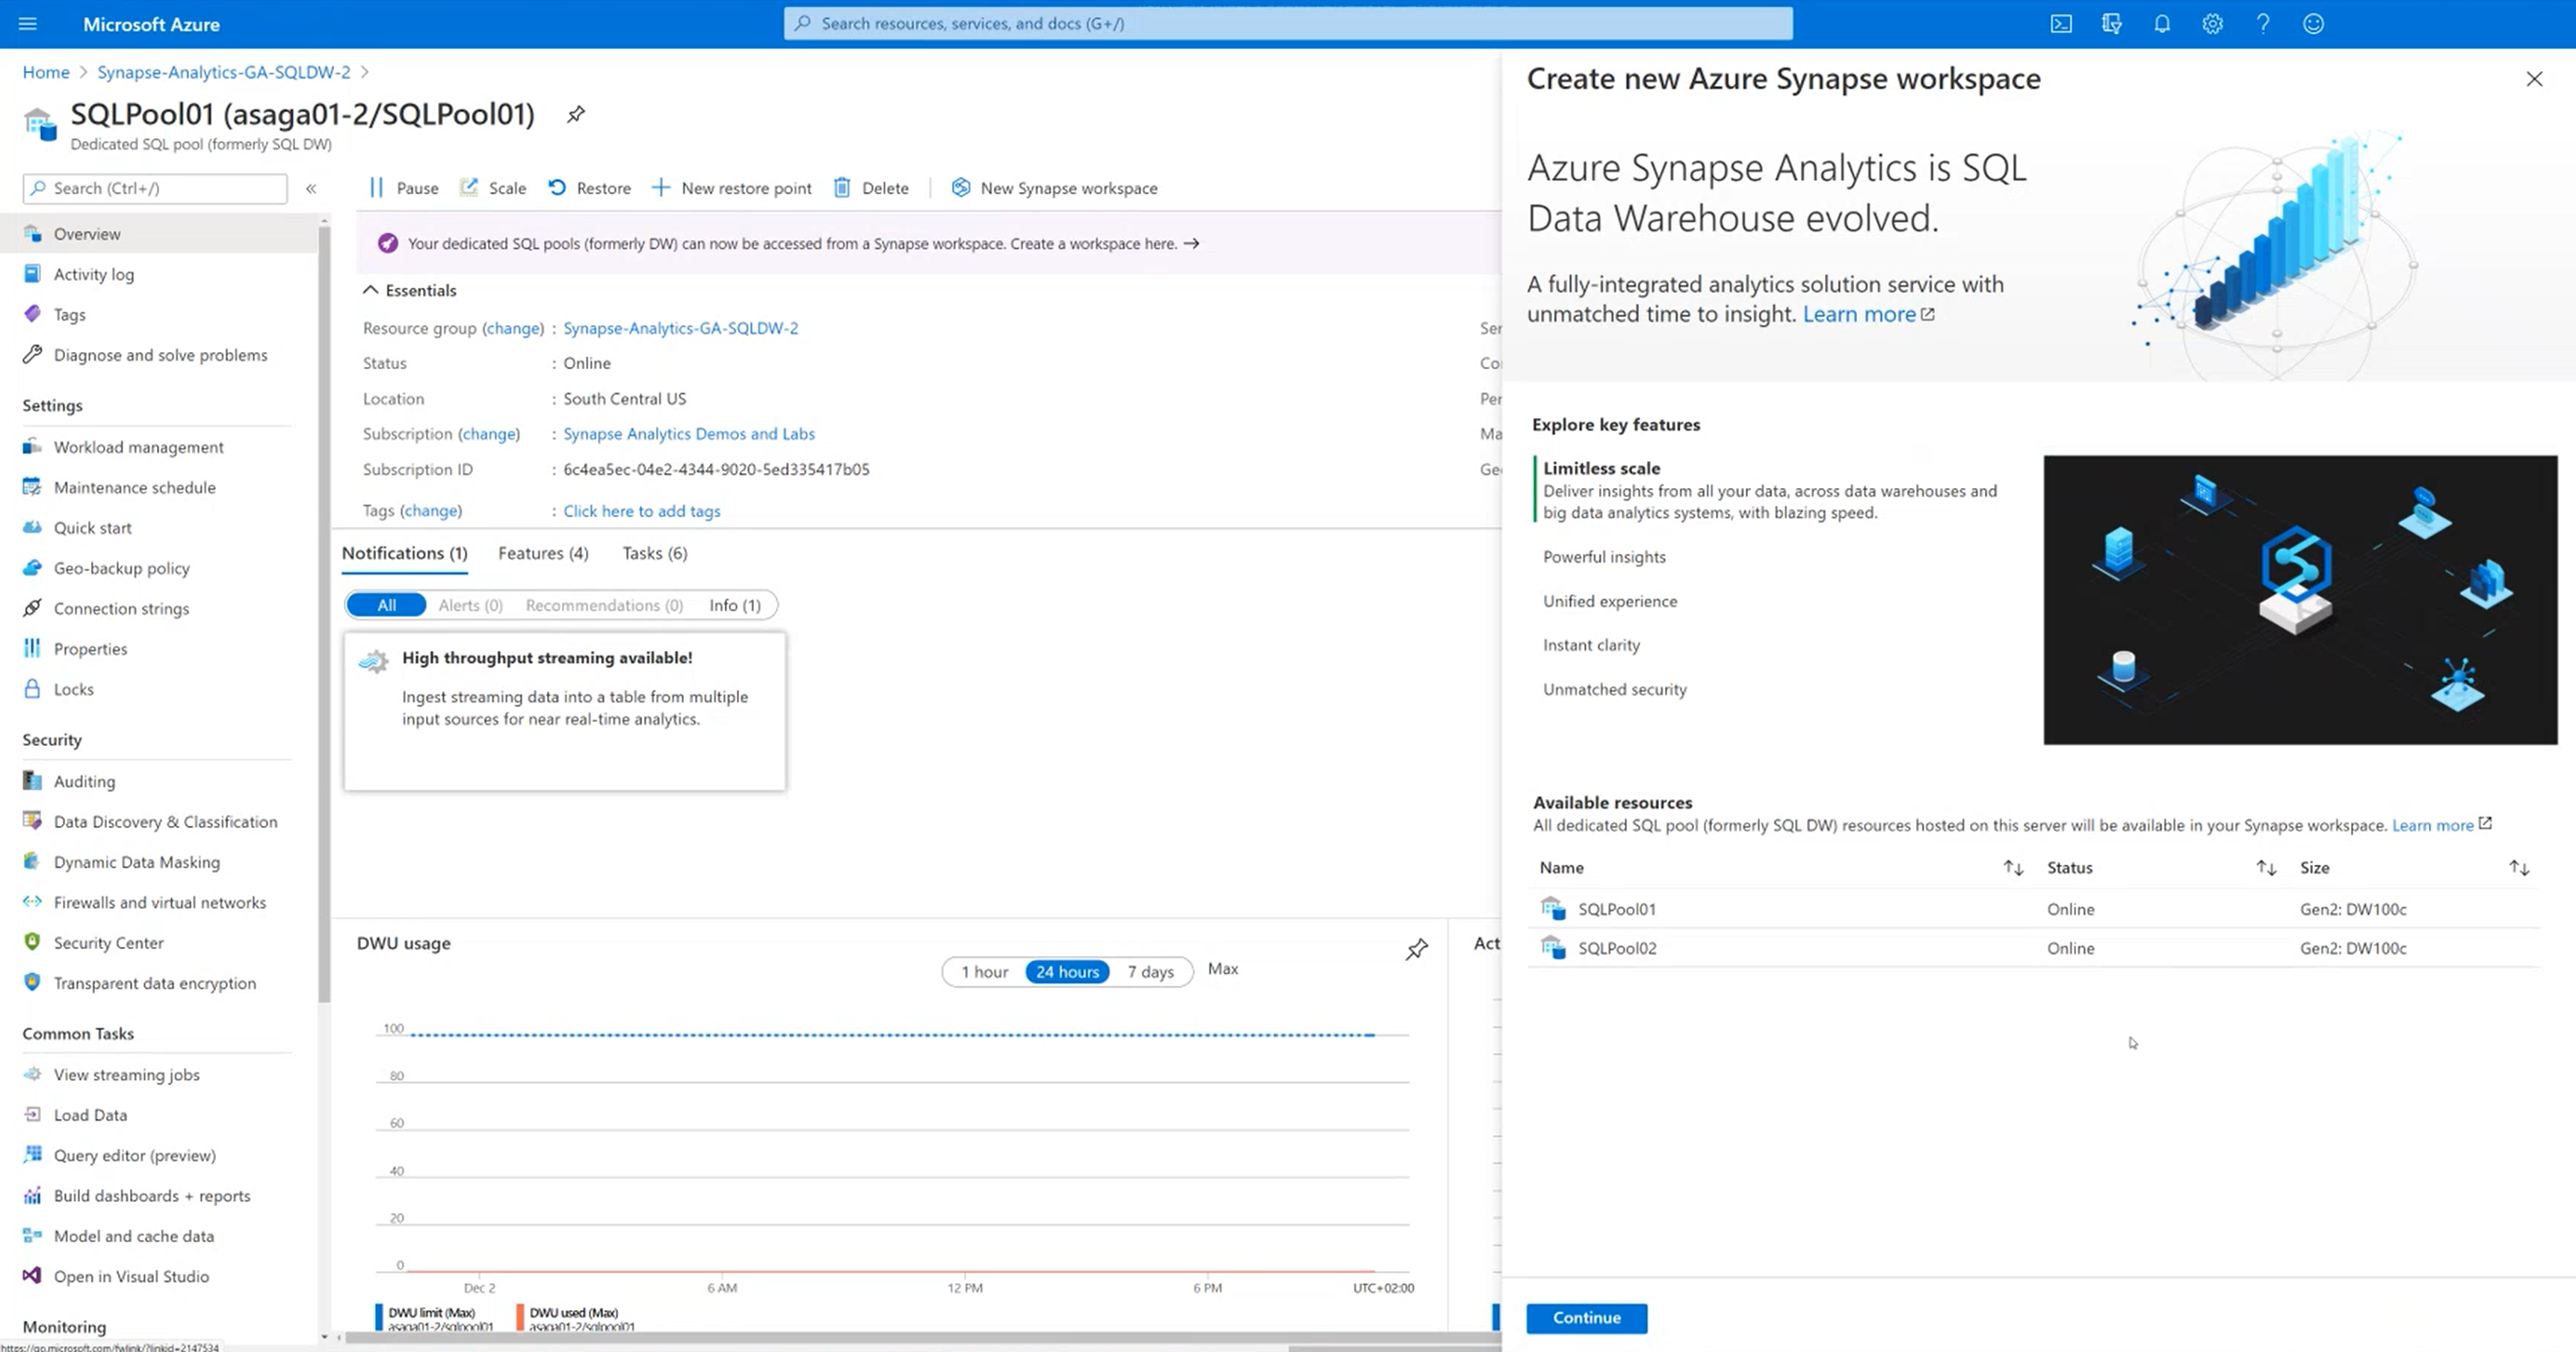 Microsoft Azure
Search resources, services, and docs (G+/)
Home > Synapse-Analytics-GA-SQLDW-2 >
SQLPool01 (asaga01-2/SQLPool01)
Dedicated SQL pool (formerly SQL DW)
Search (Ctrl+/)
«
Overview
Activity log
Tags
Diagnose and solve problems
Settings
Workload management
Maintenance schedule
Quick start
Geo-backup policy
Connection strings
Properties
Locks
Security
Auditing
Data Discovery & Classification
Dynamic Data Masking
Firewalls and virtual networks
Security Center
Transparent data encryption
Common Tasks
View streaming jobs
Load Data
Query editor (preview)
Build dashboards + reports
Model and cache data
Open in Visual Studio
Monitoring
https://go.microsoft.com/fwlink/?linkid=2147534
Pause Scale Restore New restore point Delete New Synapse workspace
Your dedicated SQL pools (formerly DW) can now be accessed from a Synapse workspace. Create a workspace here. →
Essentials
Resource group (change) : Synapse-Analytics-GA-SQLDW-2
Status : Online
Location : South Central US
Subscription (change) : Synapse Analytics Demos and Labs
Subscription ID : 6c4ea5ec-04e2-4344-9020-5ed335417b05
Tags (change) : Click here to add tags
Ser
Co
Per
Ma
Ge
Notifications (1) Features (4) Tasks (6)
All Alerts (0) Recommendations (0) Info (1)
High throughput streaming available!
Ingest streaming data into a table from multiple
input sources for near real-time analytics.
DWU usage
1 hour 24 hours 7 days Max
100
80
60
40
20
0
Dec 2 6 AM 12 PM 6 PM UTC+02:00
DWU limit (Max) DWU used (Max)
asaga01-2/sqlpool01 asaga01-2/sqlpool01
Act
Create new Azure Synapse workspace
Azure Synapse Analytics is SQL
Data Warehouse evolved.
A fully-integrated analytics solution service with
unmatched time to insight. Learn more
Explore key features
Limitless scale
Deliver insights from all your data, across data warehouses and
big data analytics systems, with blazing speed.
Powerful insights
Unified experience
Instant clarity
Unmatched security
Available resources
All dedicated SQL pool (formerly SQL DW) resources hosted on this server will be available in your Synapse workspace. Learn more
Name Status Size
SQLPool01 Online Gen2: DW100c
SQLPool02 Online Gen2: DW100c
Continue